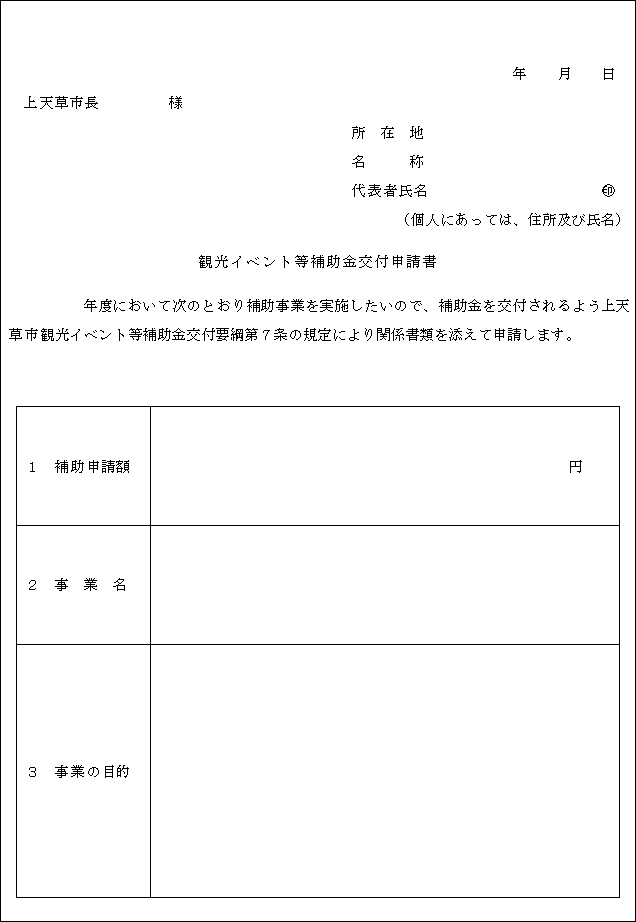 年　　月　　日
上天草市長　　　　　様
所　在　地
名　　　称
代表者氏名　　　　　　　　　　　　㊞
（個人にあっては、住所及び氏名）
観光イベント等補助金交付申請書
年度において次のとおり補助事業を実施したいので、補助金を交付されるよう上天
草市観光イベント等補助金交付要綱第７条の規定により関係書類を添えて申請します。
１　補助申請額　　　　　　　　　　円
２　事　業　名
３　事業の目的